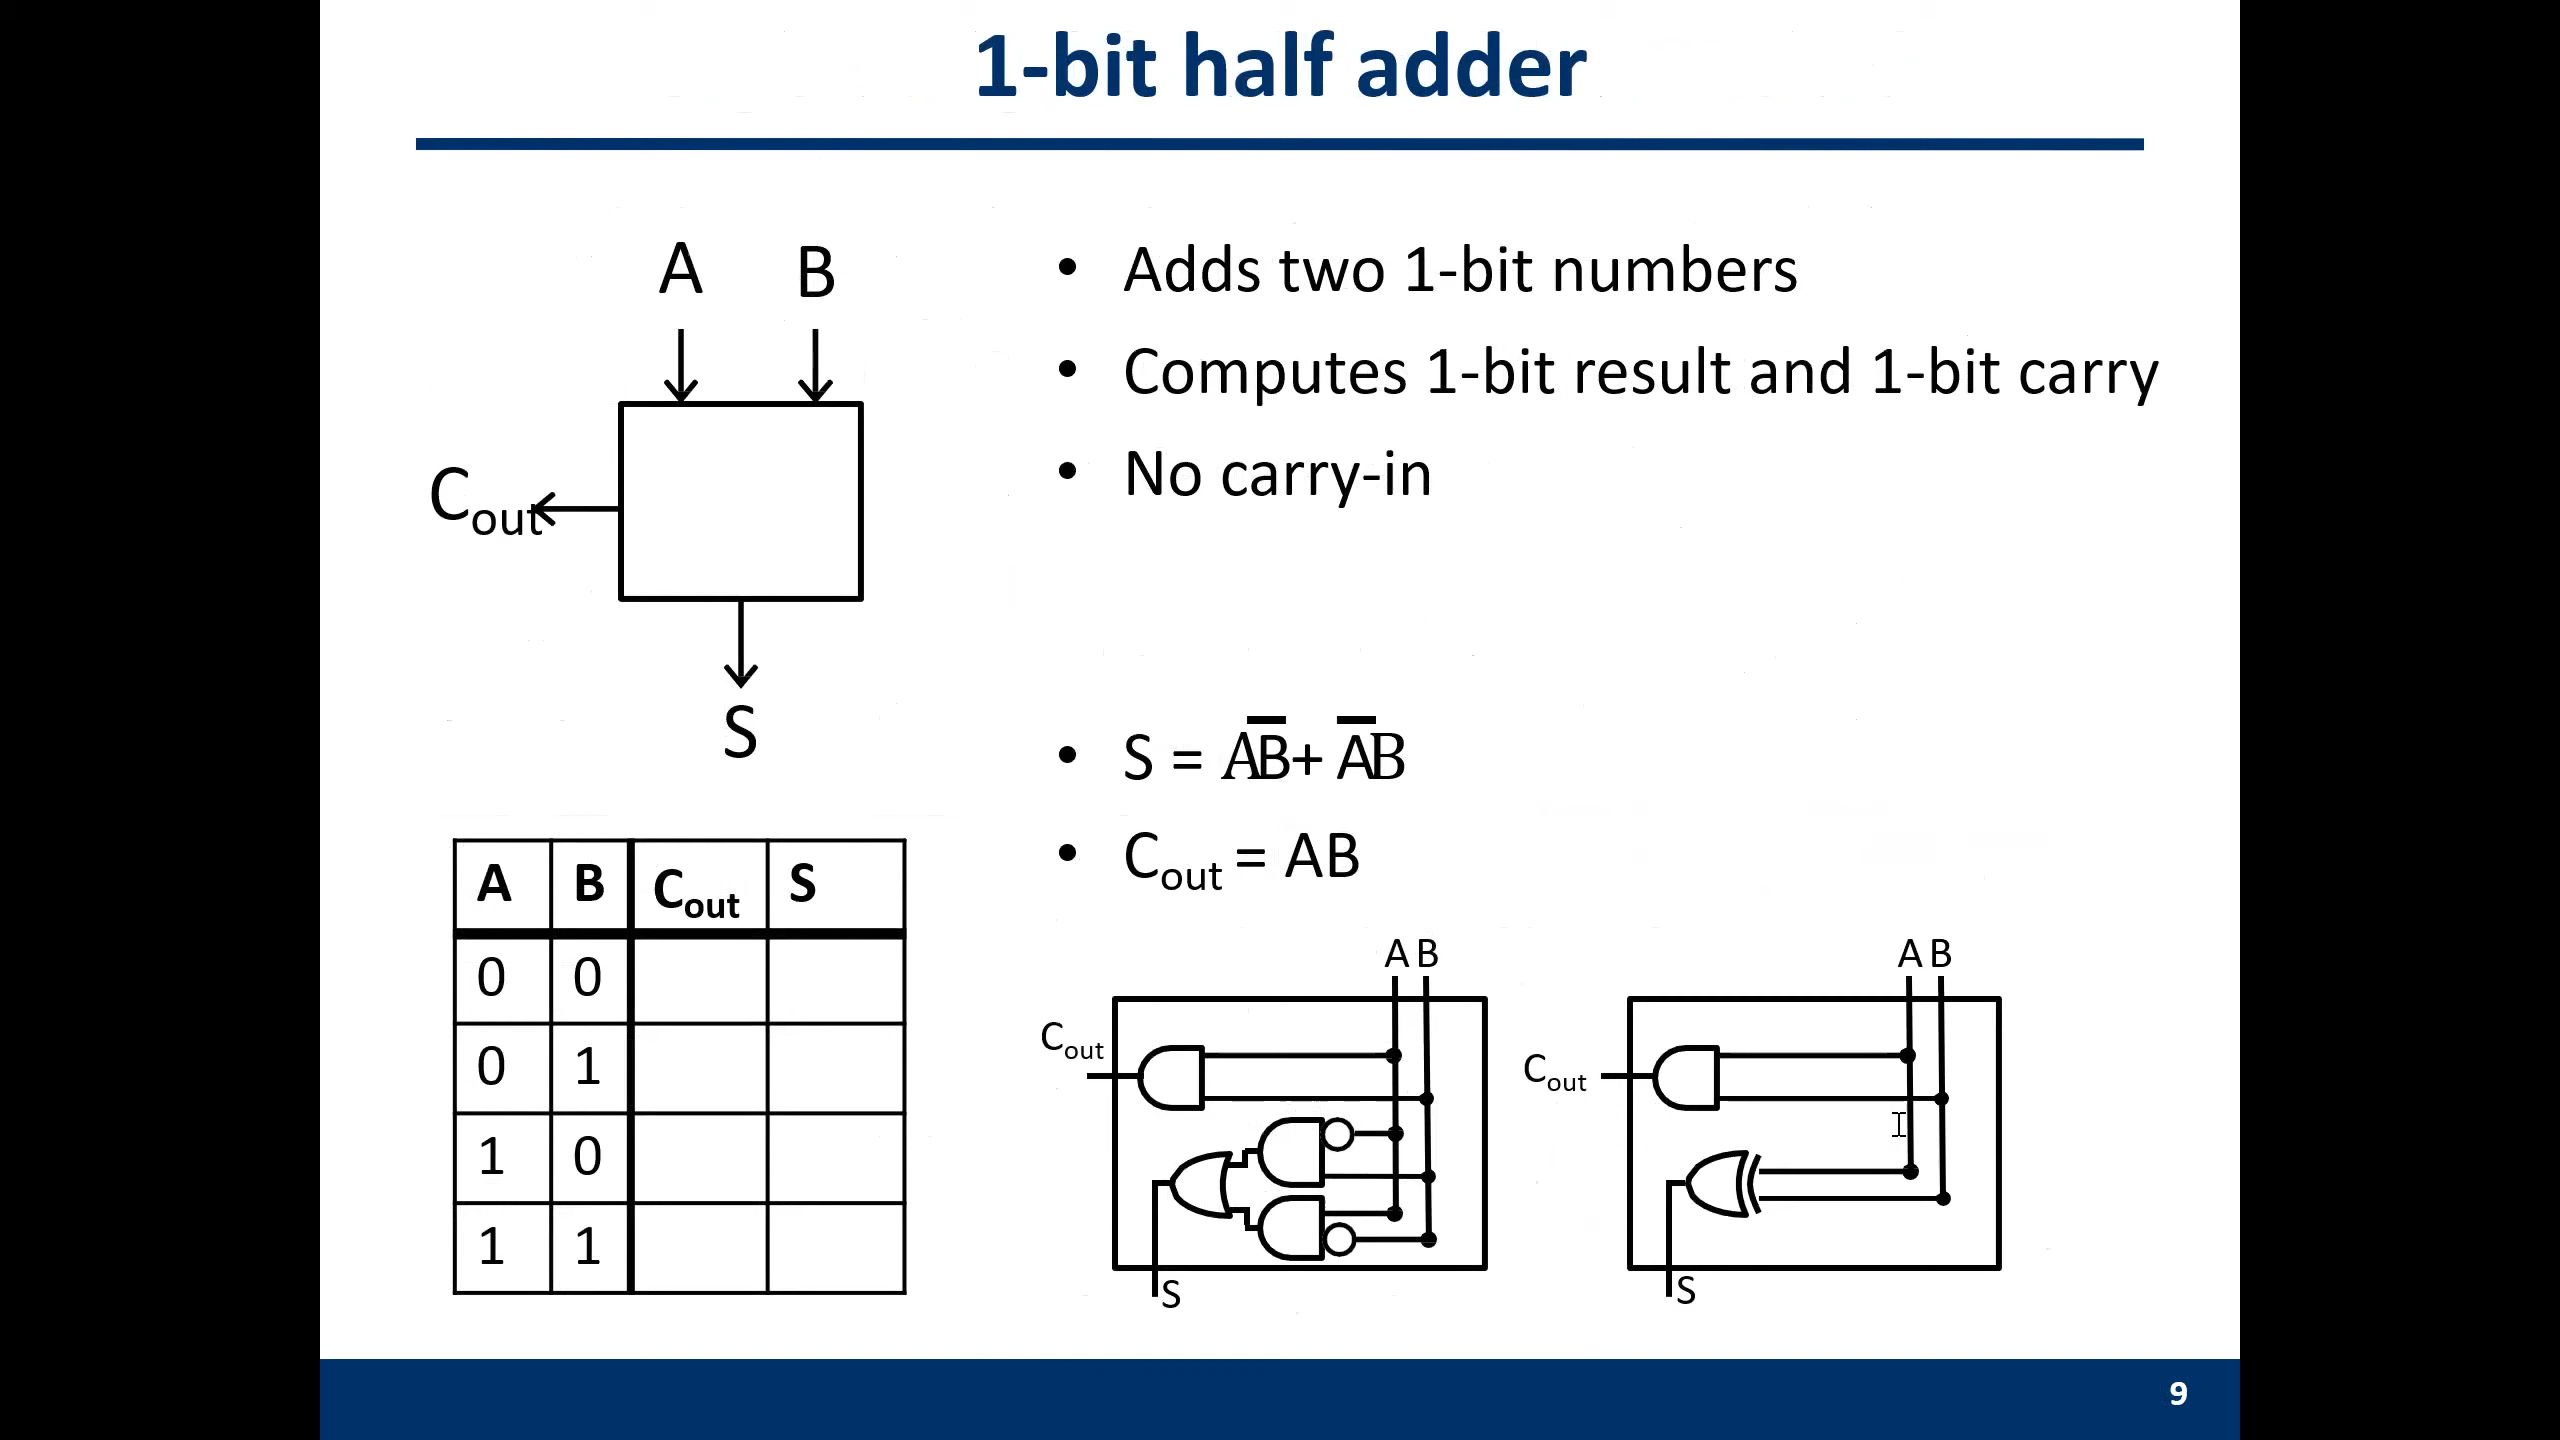 1-bit half adder
A B
C_out
S
• Adds two 1-bit numbers
• Computes 1-bit result and 1-bit carry
• No carry-in
• S = AB̅ + A̅B
• C_out = AB
A B C_out S
0 0
0 1
1 0
1 1
A B
C_out
S
A B
C_out
S
9